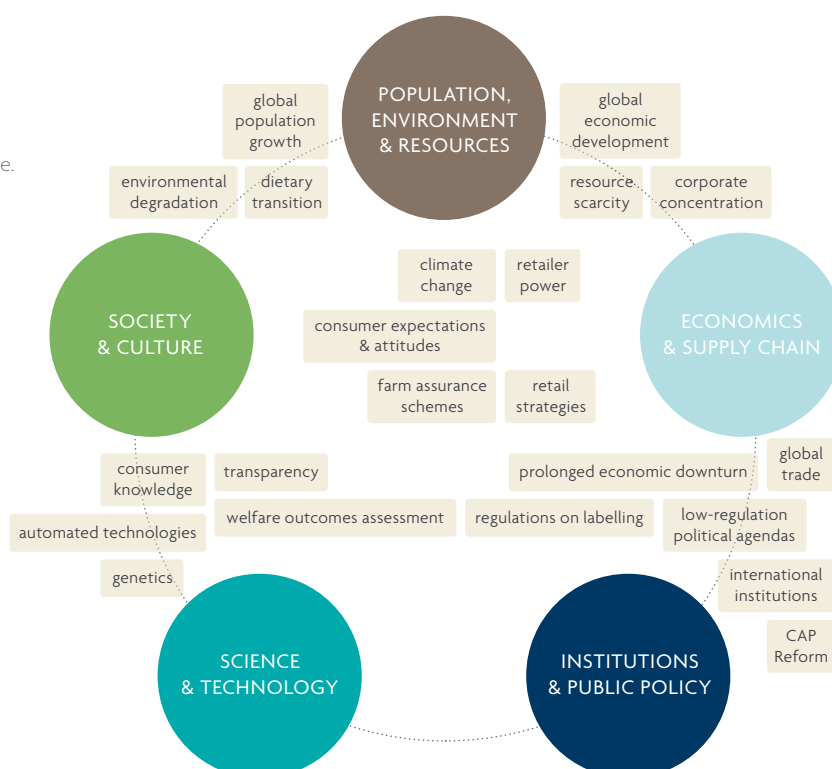 POPULATION,
ENVIRONMENT
& RESOURCES
global
population
growth
global
economic
development
e.
environmental
degradation
dietary
transition
resource
scarcity
corporate
concentration
climate
change
retailer
power
SOCIETY
& CULTURE
consumer expectations
& attitudes
ECONOMICS
& SUPPLY CHAIN
farm assurance
schemes
retail
strategies
consumer
knowledge
transparency
prolonged economic downturn
global
trade
automated technologies
welfare outcomes assessment
regulations on labelling
low-regulation
political agendas
genetics
international
institutions
CAP
Reform
SCIENCE
& TECHNOLOGY
INSTITUTIONS
& PUBLIC POLICY